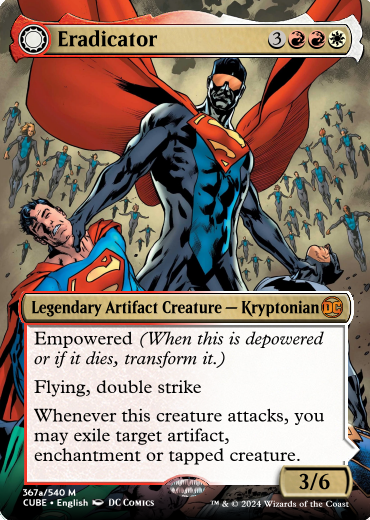 Eradicator 3
Legendary Artifact Creature — Kryptonian DC
Empowered (When this is depowered
or if it dies, transform it.)
Flying, double strike
Whenever this creature attacks, you
may exile target artifact,
enchantment or tapped creature.
3/6
367a/540 M
CUBE • English DC COMICS
™ & © 2024 Wizards of the Coast